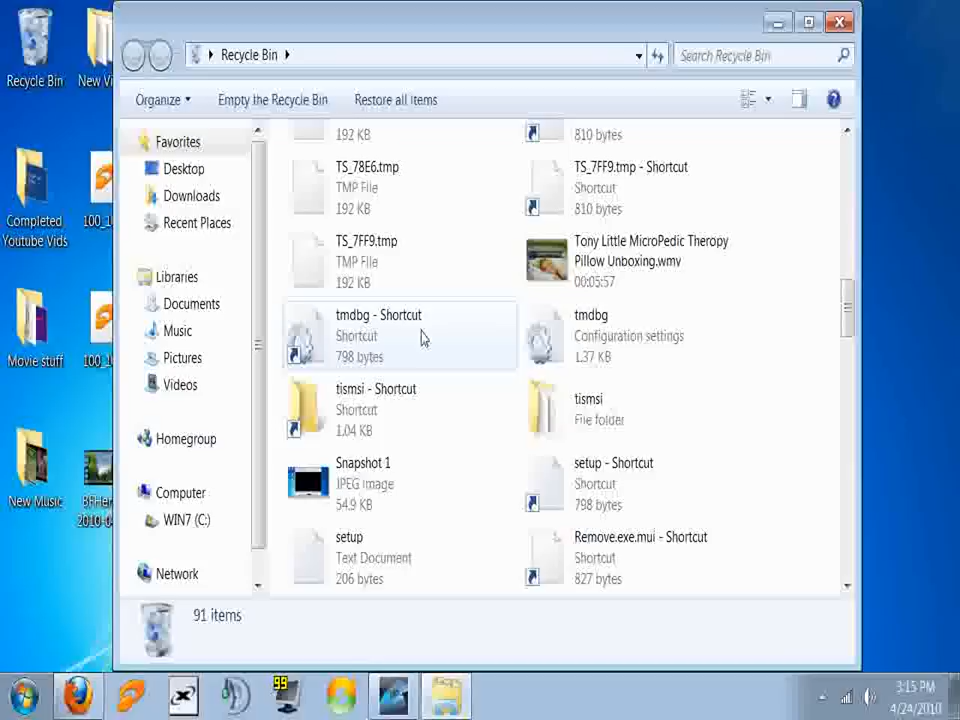 Recycle Bin
Search Recycle Bin
Organize
Empty the Recycle Bin
Restore all items
Recycle Bin
Completed Youtube Vids
Movie stuff
New Music
New Vi
100_1
100_1
BFHer
2010-0
Favorites
Desktop
Downloads
Recent Places
Libraries
Documents
Music
Pictures
Videos
Homegroup
Computer
WIN7 (C:)
Network
192 KB
810 bytes
TS_78E6.tmp
TMP File
192 KB
TS_7FF9.tmp - Shortcut
Shortcut
810 bytes
TS_7FF9.tmp
TMP File
192 KB
Tony Little MicroPedic Theropy
Pillow Unboxing.wmv
00:05:57
tmdbg - Shortcut
Shortcut
798 bytes
tmdbg
Configuration settings
1.37 KB
tismsi - Shortcut
Shortcut
1.04 KB
tismsi
File folder
Snapshot 1
JPEG image
54.9 KB
setup - Shortcut
Shortcut
798 bytes
setup
Text Document
206 bytes
Remove.exe.mui - Shortcut
Shortcut
827 bytes
91 items
99
3:15 PM
4/24/2010